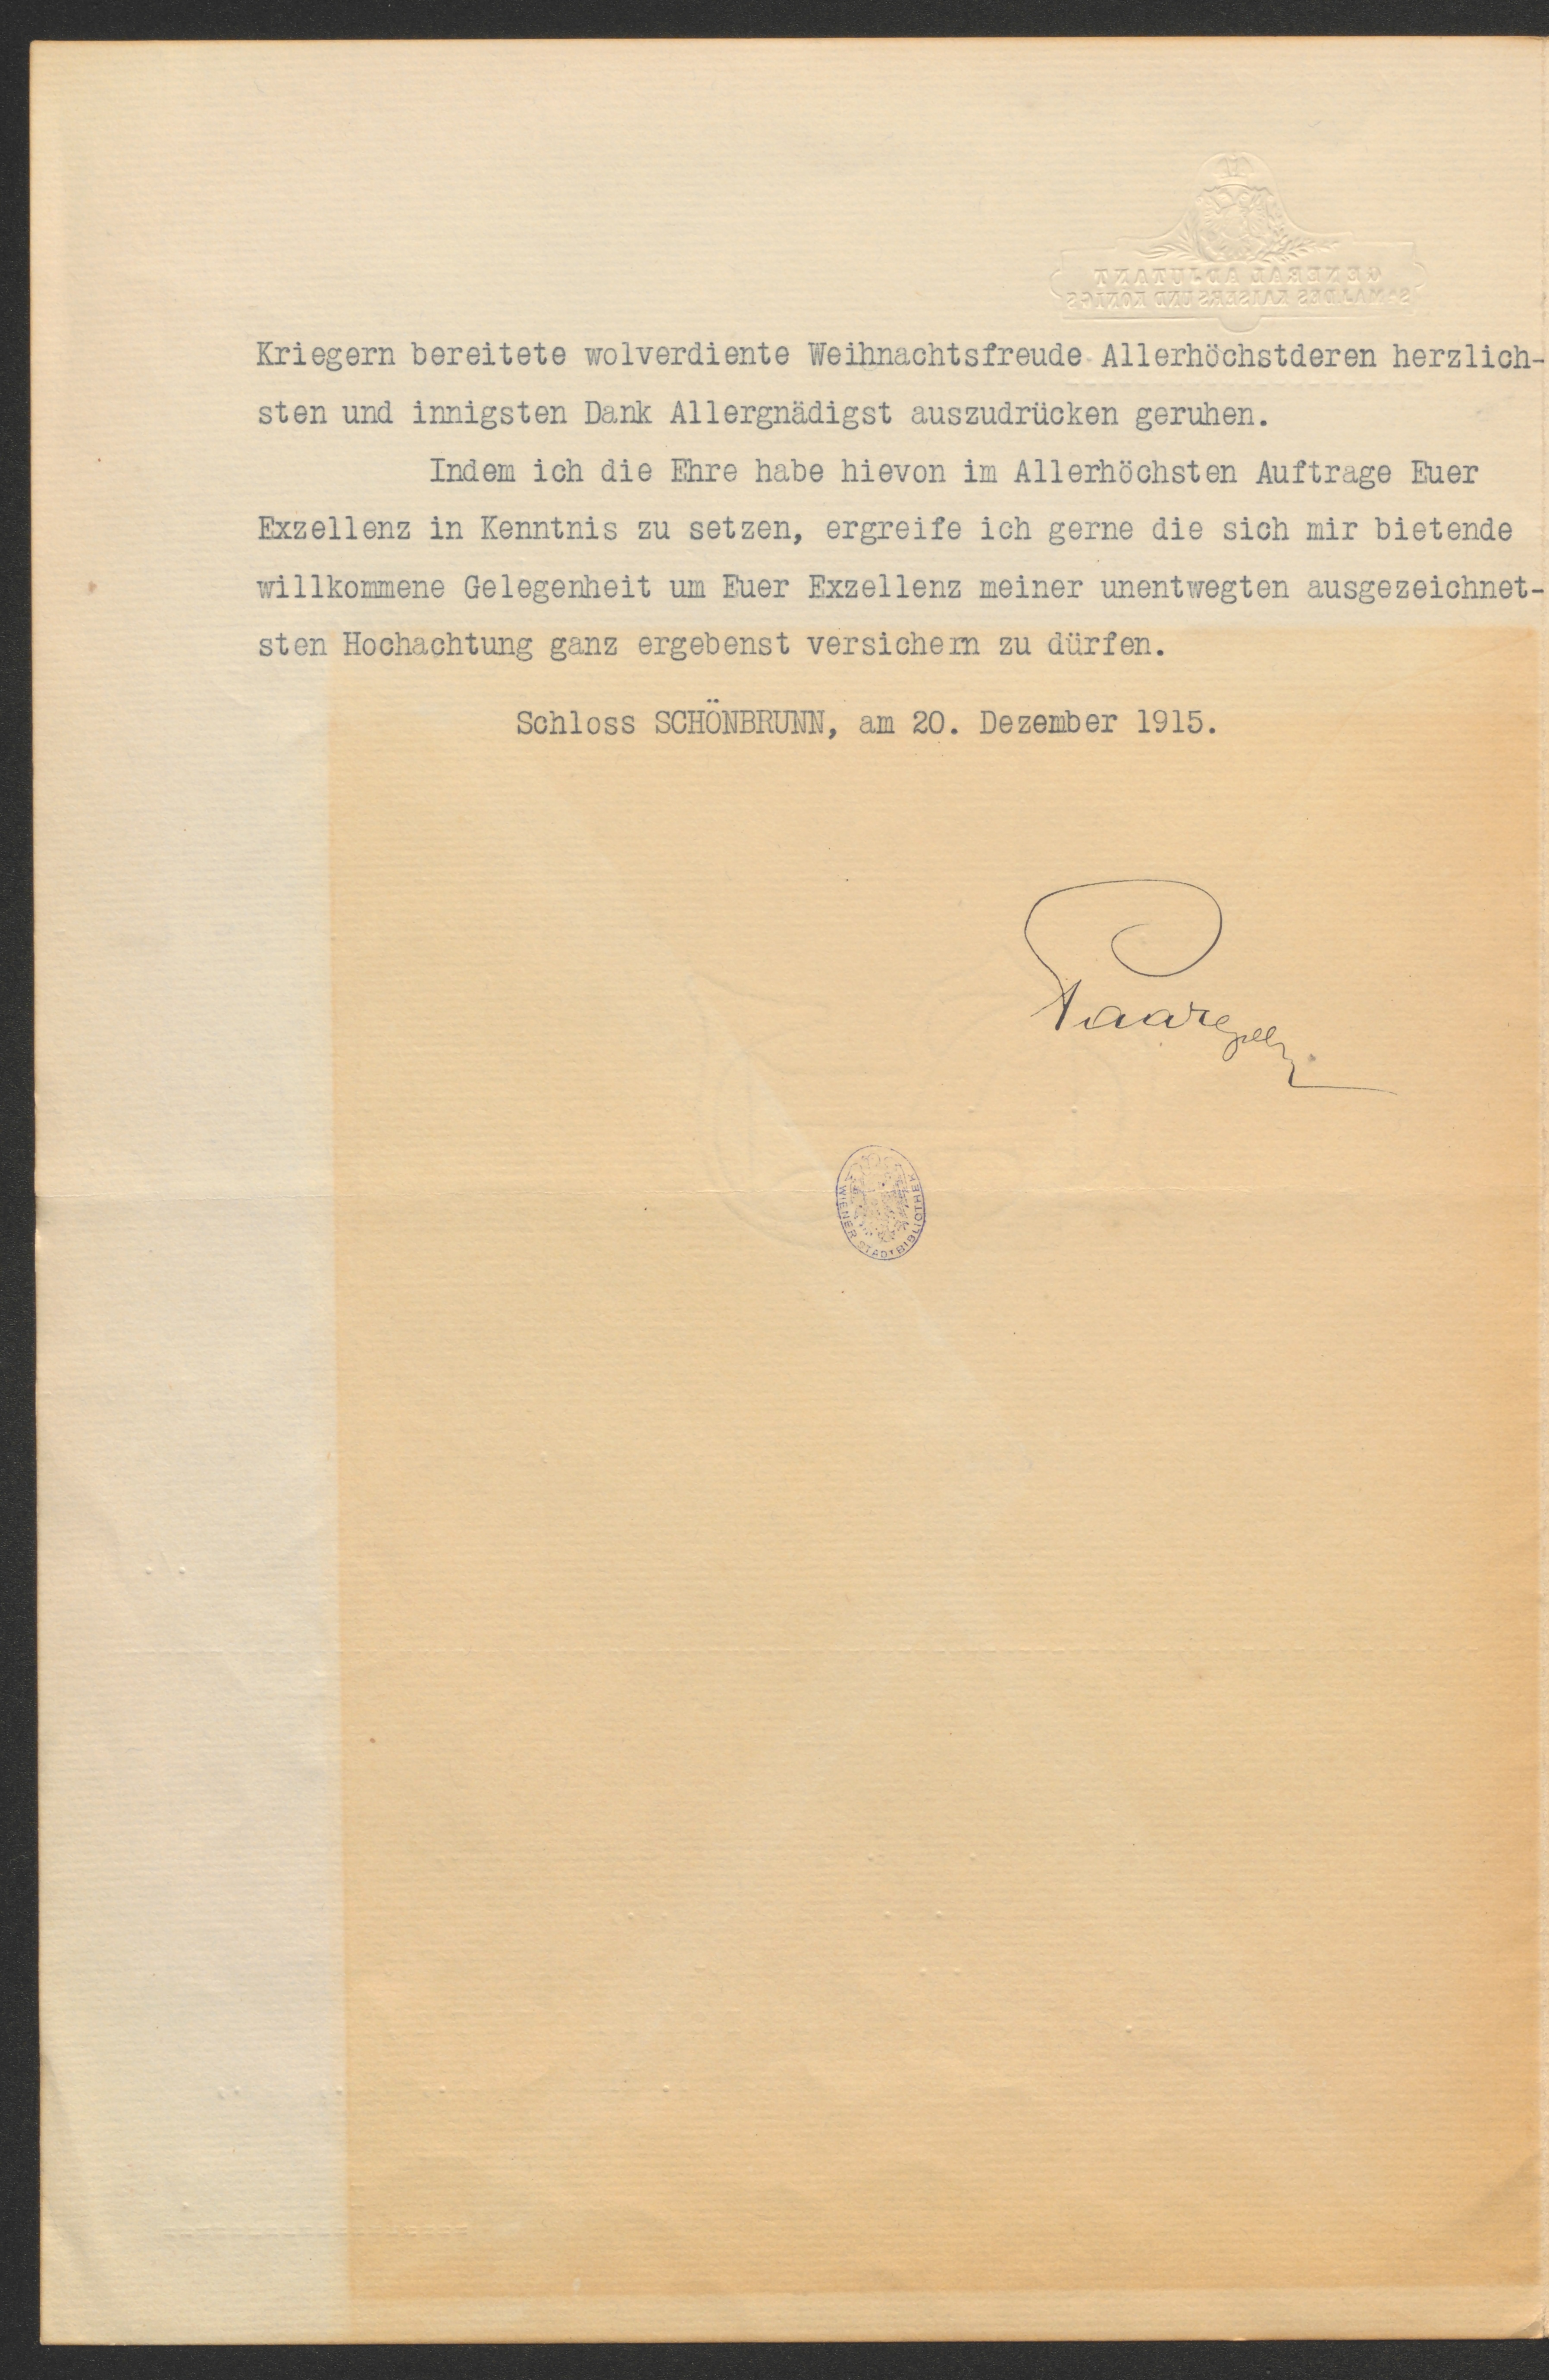 GENERAL ADJUTANT
Sr MAJ. DES KAISERS UND KÖNIGS
Kriegern bereitete wolverdiente Weihnachtsfreude Allerhöchstderen herzlich-
sten und innigsten Dank Allergnädigst auszudrücken geruhen.
Indem ich die Ehre habe hievon im Allerhöchsten Auftrage Euer
Exzellenz in Kenntnis zu setzen, ergreife ich gerne die sich mir bietende
willkommene Gelegenheit um Euer Exzellenz meiner unentwegten ausgezeichnet-
sten Hochachtung ganz ergebenst versichern zu dürfen.
Schloss SCHÖNBRUNN, am 20. Dezember 1915.
Paar
WIENER STADTBIBLIOTHEK